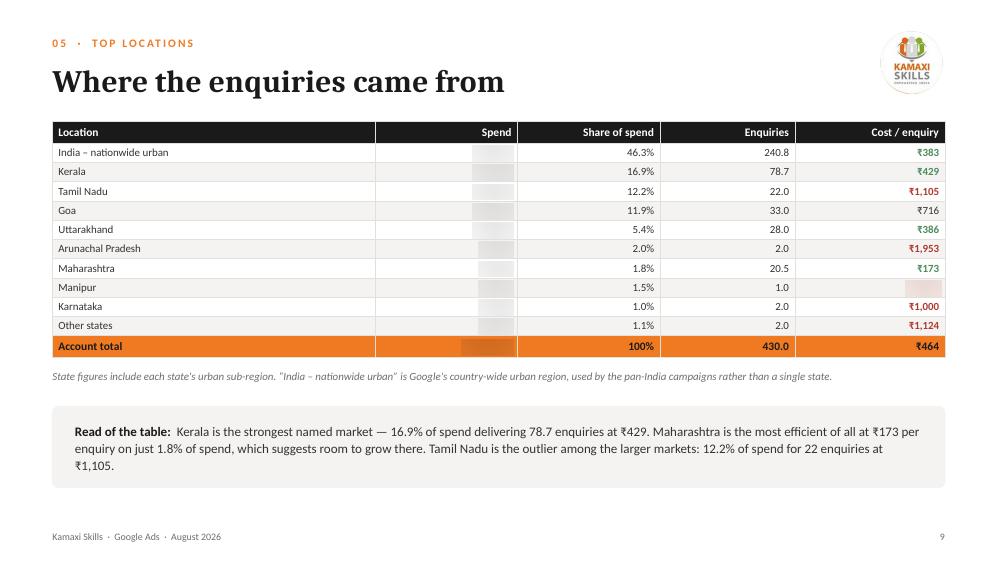 05 · TOP LOCATIONS
KAMAXI
SKILLS
Where the enquiries came from
Location Spend Share of spend Enquiries Cost / enquiry
India – nationwide urban 46.3% 240.8 ₹383
Kerala 16.9% 78.7 ₹429
Tamil Nadu 12.2% 22.0 ₹1,105
Goa 11.9% 33.0 ₹716
Uttarakhand 5.4% 28.0 ₹386
Arunachal Pradesh 2.0% 2.0 ₹1,953
Maharashtra 1.8% 20.5 ₹173
Manipur 1.5% 1.0
Karnataka 1.0% 2.0 ₹1,000
Other states 1.1% 2.0 ₹1,124
Account total 100% 430.0 ₹464
State figures include each state's urban sub-region. "India – nationwide urban" is Google's country-wide urban region, used by the pan-India campaigns rather than a single state.
Read of the table: Kerala is the strongest named market — 16.9% of spend delivering 78.7 enquiries at ₹429. Maharashtra is the most efficient of all at ₹173 per
enquiry on just 1.8% of spend, which suggests room to grow there. Tamil Nadu is the outlier among the larger markets: 12.2% of spend for 22 enquiries at
₹1,105.
Kamaxi Skills · Google Ads · August 2026 9